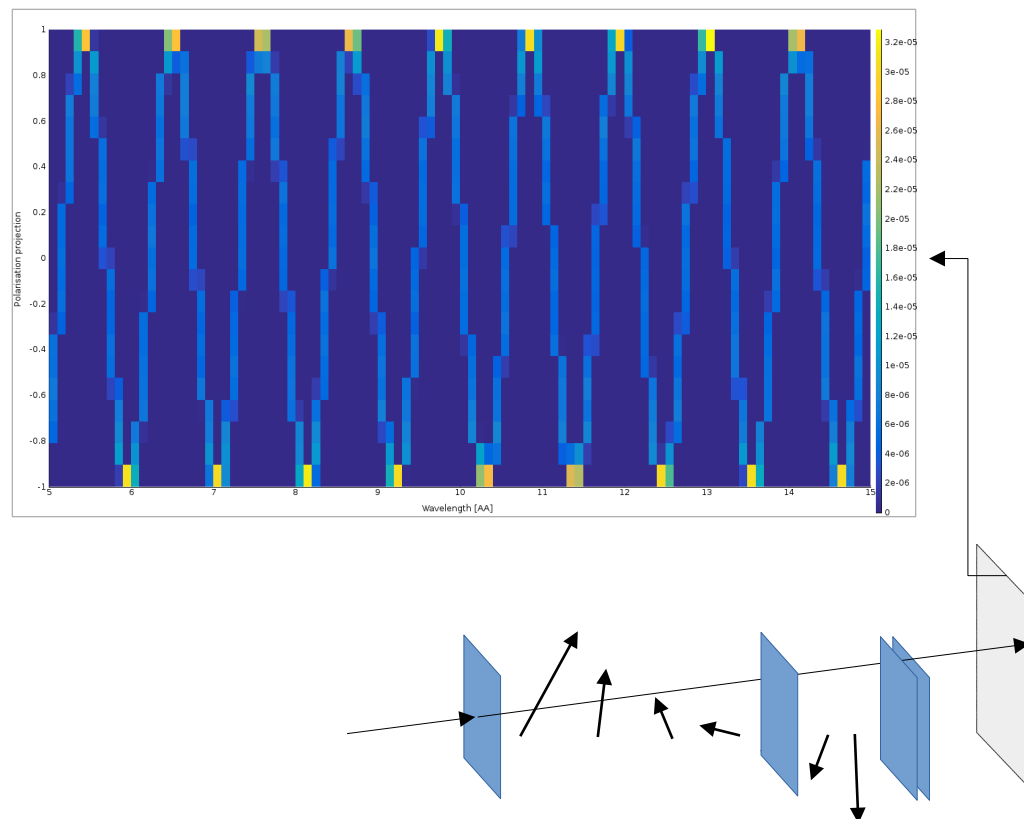 1
0.8
0.6
0.4
0.2
0
-0.2
-0.4
-0.6
-0.8
-1
Polarisation projection
5 6 7 8 9 10 11 12 13 14 15
Wavelength [AA]
3.2e-05
3e-05
2.8e-05
2.6e-05
2.4e-05
2.2e-05
2e-05
1.8e-05
1.6e-05
1.4e-05
1.2e-05
1e-05
8e-06
6e-06
4e-06
2e-06
0